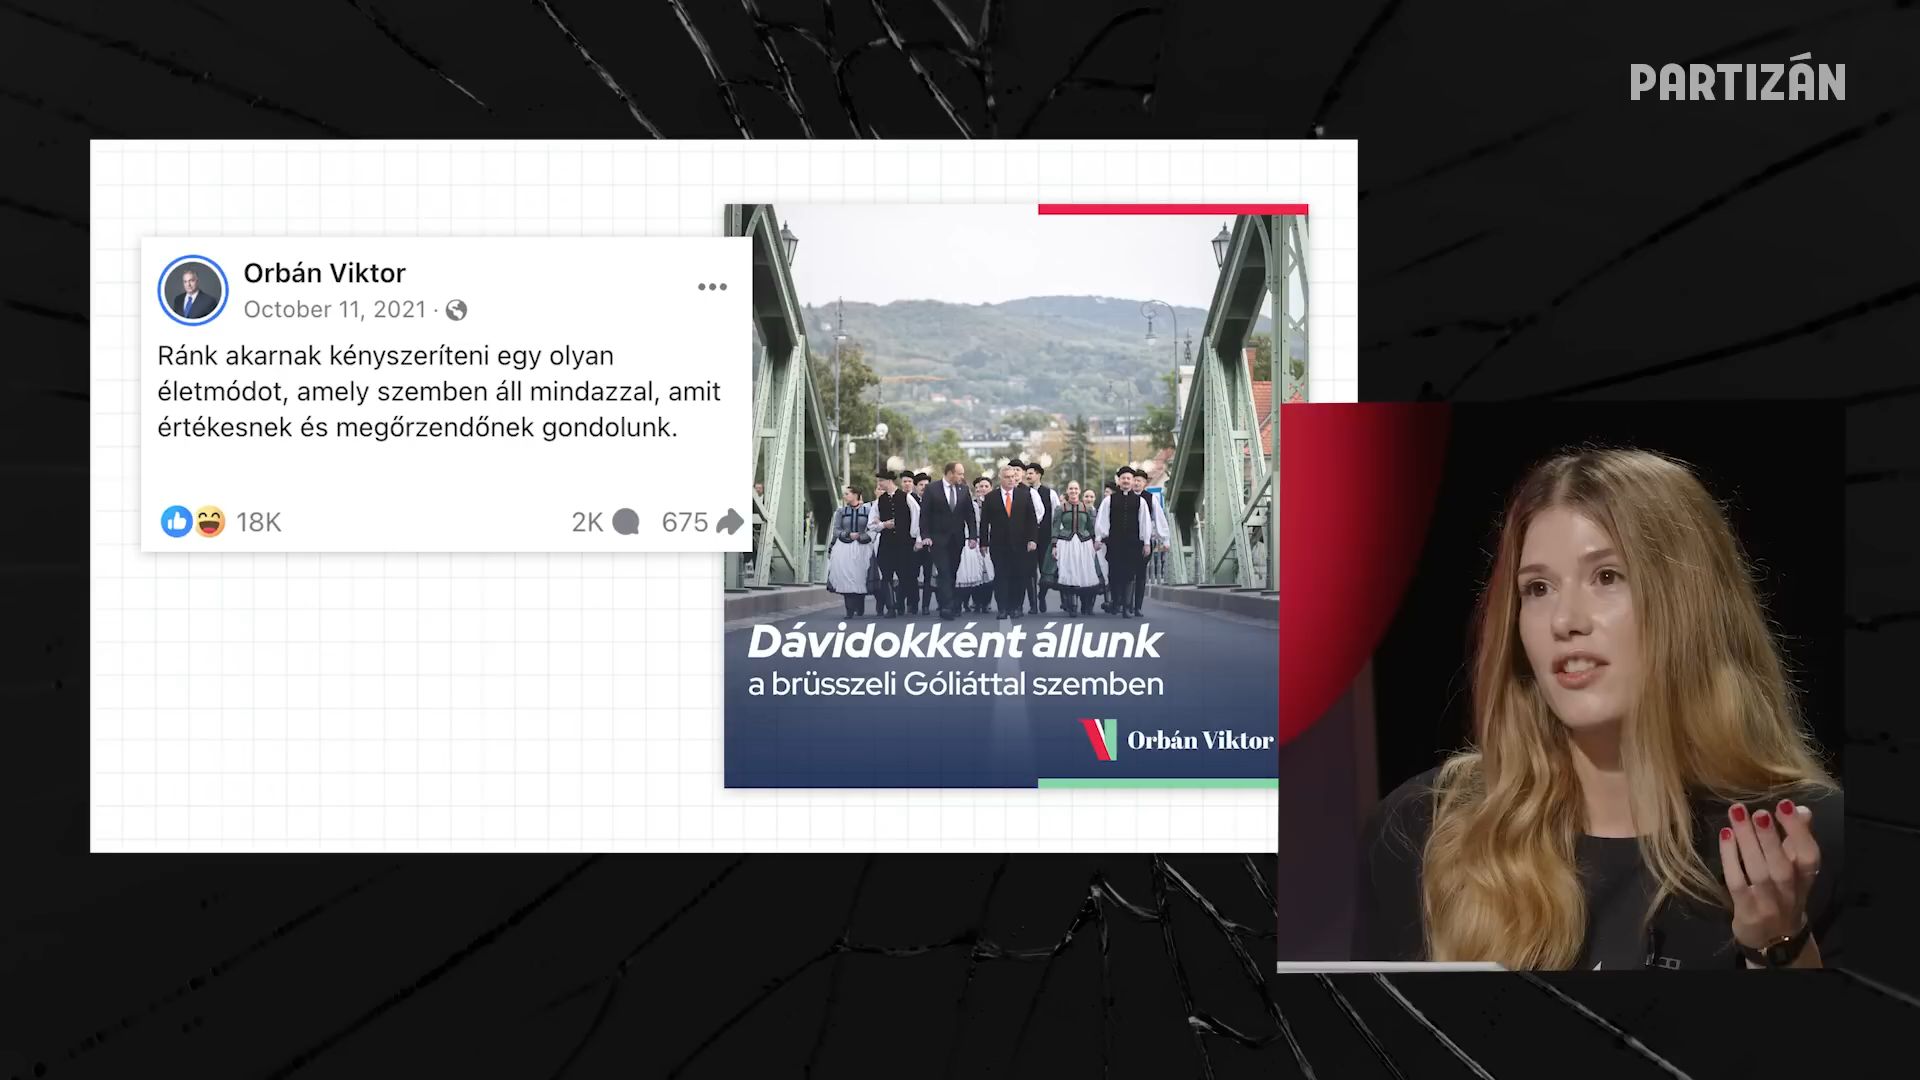 PARTIZÁN
Orbán Viktor
October 11, 2021 ·
Ránk akarnak kényszeríteni egy olyan
életmódot, amely szemben áll mindazzal, amit
értékesnek és megőrzendőnek gondolunk.
18K
2K
675
Dávidokként állunk
a brüsszeli Góliáttal szemben
Orbán Viktor